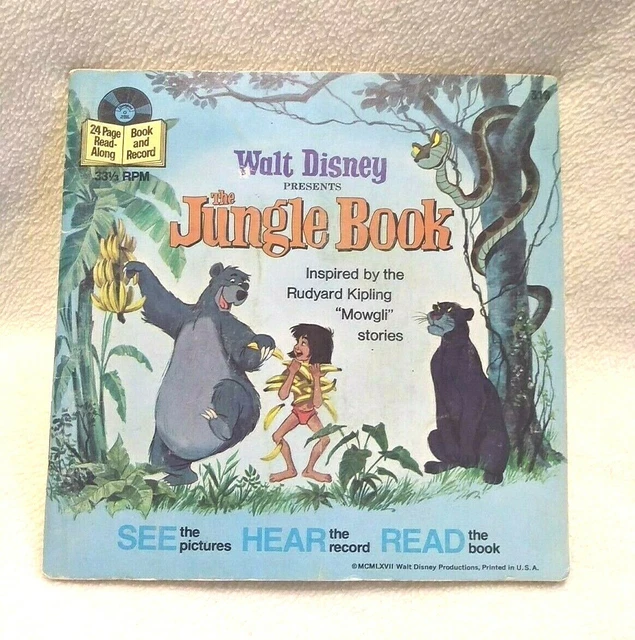 24 Page Read-Along
Book and Record
33⅓ RPM
Walt Disney
PRESENTS
The
Jungle Book
Inspired by the
Rudyard Kipling
"Mowgli"
stories
SEE the pictures HEAR the record READ the book
©MCMLXVII Walt Disney Productions, Printed in U.S.A.